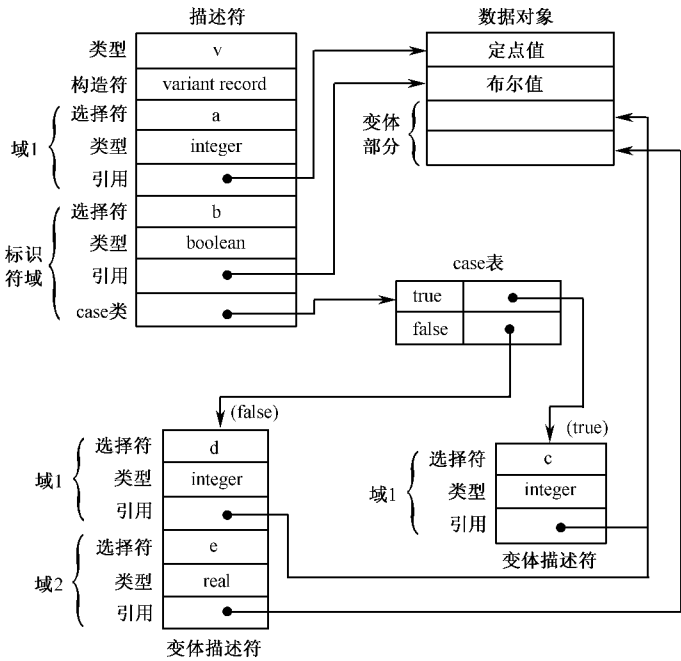 描述符
数据对象
类型 v
定点值
构造符 variant record
布尔值
域1
选择符 a
类型 integer
引用
变体
部分
标识
符域
选择符 b
类型 boolean
引用
case类
case表
true
false
(false)
(true)
域1
选择符 d
类型 integer
引用
域2
选择符 e
类型 real
引用
变体描述符
域1
选择符 c
类型 integer
引用
变体描述符